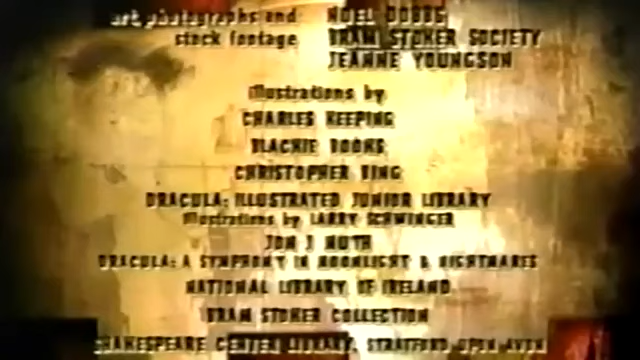 art photographs and NOEL DOBBS
stock footage BRAM STOKER SOCIETY
JEANNE YOUNGSON
illustrations by
CHARLES KEEPING
BLACKIE BOOKS
CHRISTOPHER BING
DRACULA: ILLUSTRATED JUNIOR LIBRARY
illustrations by LARRY SCHWINGER
JON J MUTH
DRACULA: A SYMPHONY IN MOONLIGHT & NIGHTMARES
NATIONAL LIBRARY OF IRELAND
BRAM STOKER COLLECTION
SHAKESPEARE CENTER LIBRARY, STRATFORD UPON AVON